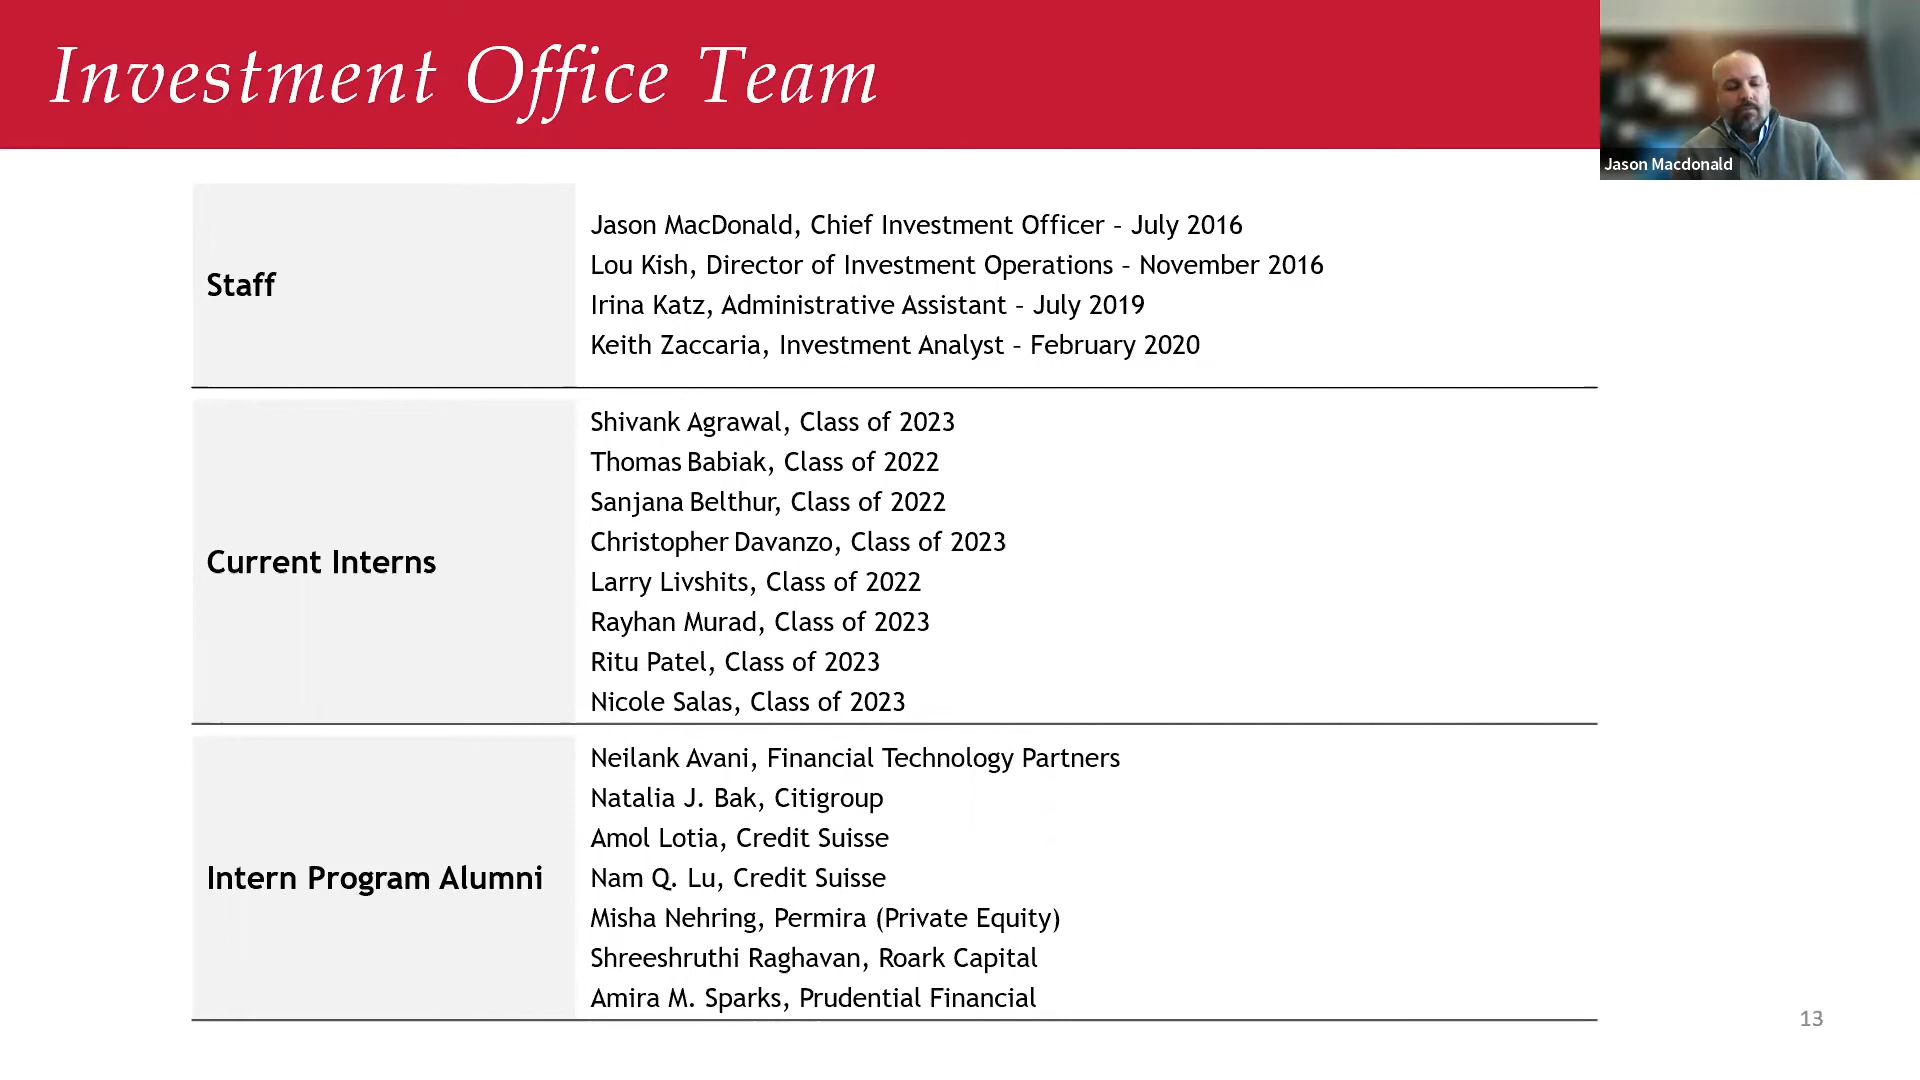 Investment Office Team
Jason Macdonald
Staff
Jason MacDonald, Chief Investment Officer – July 2016
Lou Kish, Director of Investment Operations – November 2016
Irina Katz, Administrative Assistant – July 2019
Keith Zaccaria, Investment Analyst – February 2020
Current Interns
Shivank Agrawal, Class of 2023
Thomas Babiak, Class of 2022
Sanjana Belthur, Class of 2022
Christopher Davanzo, Class of 2023
Larry Livshits, Class of 2022
Rayhan Murad, Class of 2023
Ritu Patel, Class of 2023
Nicole Salas, Class of 2023
Intern Program Alumni
Neilank Avani, Financial Technology Partners
Natalia J. Bak, Citigroup
Amol Lotia, Credit Suisse
Nam Q. Lu, Credit Suisse
Misha Nehring, Permira (Private Equity)
Shreeshruthi Raghavan, Roark Capital
Amira M. Sparks, Prudential Financial
13